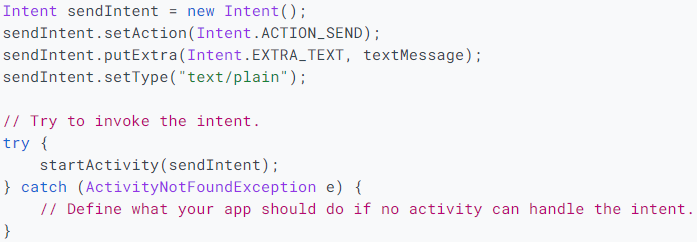 Intent sendIntent = new Intent();
sendIntent.setAction(Intent.ACTION_SEND);
sendIntent.putExtra(Intent.EXTRA_TEXT, textMessage);
sendIntent.setType("text/plain");

// Try to invoke the intent.
try {
    startActivity(sendIntent);
} catch (ActivityNotFoundException e) {
    // Define what your app should do if no activity can handle the intent.
}